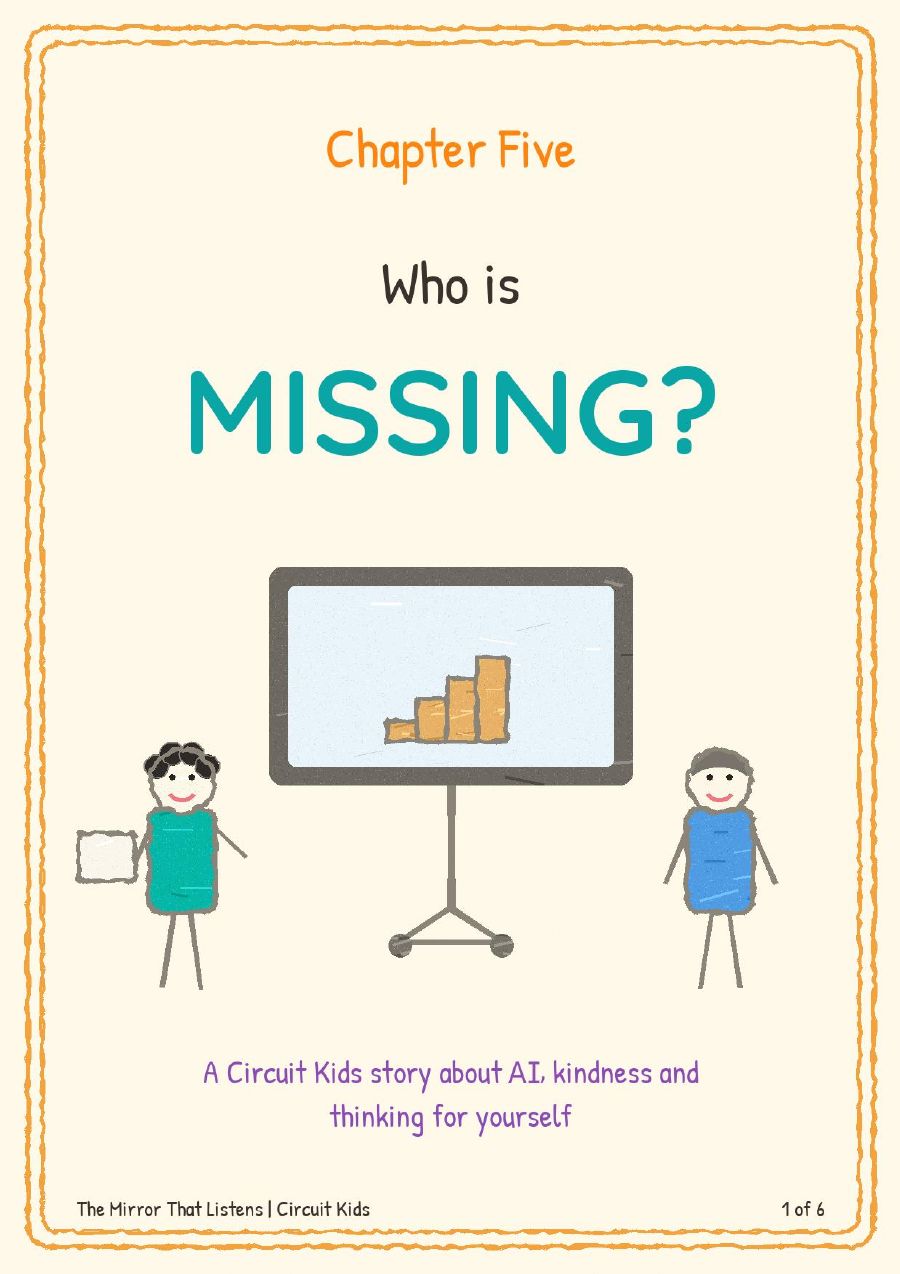 Chapter Five
Who is
MISSING?
A Circuit Kids story about AI, kindness and
thinking for yourself
The Mirror That Listens | Circuit Kids
1 of 6